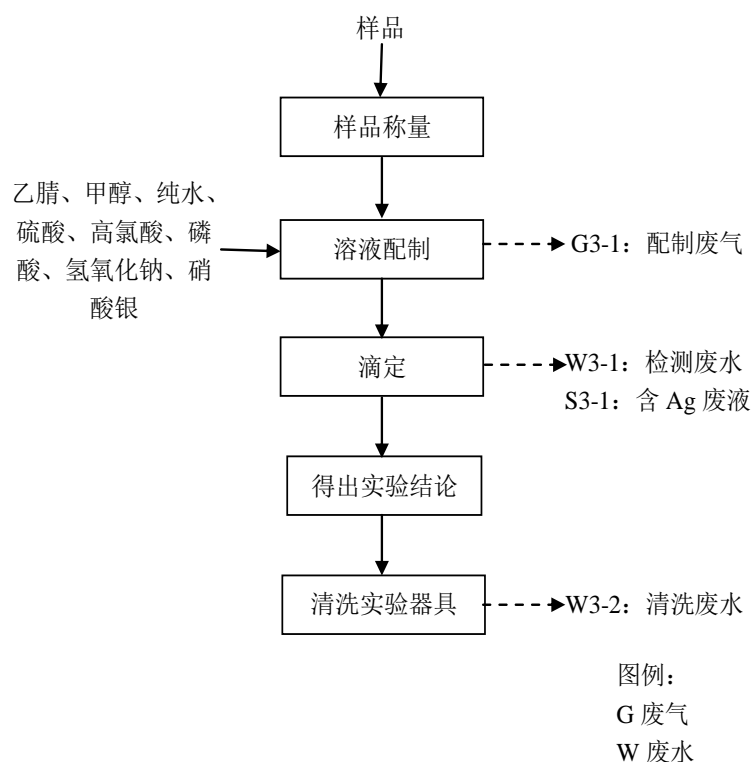 样品
样品称量
乙腈、甲醇、纯水、
硫酸、高氯酸、磷
酸、氢氧化钠、硝
酸银
溶液配制
G3-1：配制废气
滴定
W3-1：检测废水
S3-1：含 Ag 废液
得出实验结论
清洗实验器具
W3-2：清洗废水
图例：
G 废气
W 废水